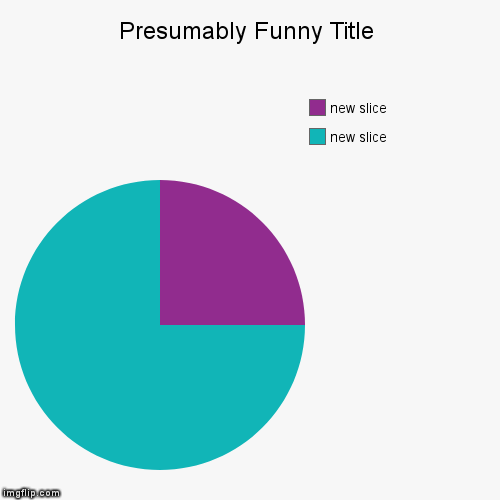 Presumably Funny Title
new slice
new slice
imgflip.com